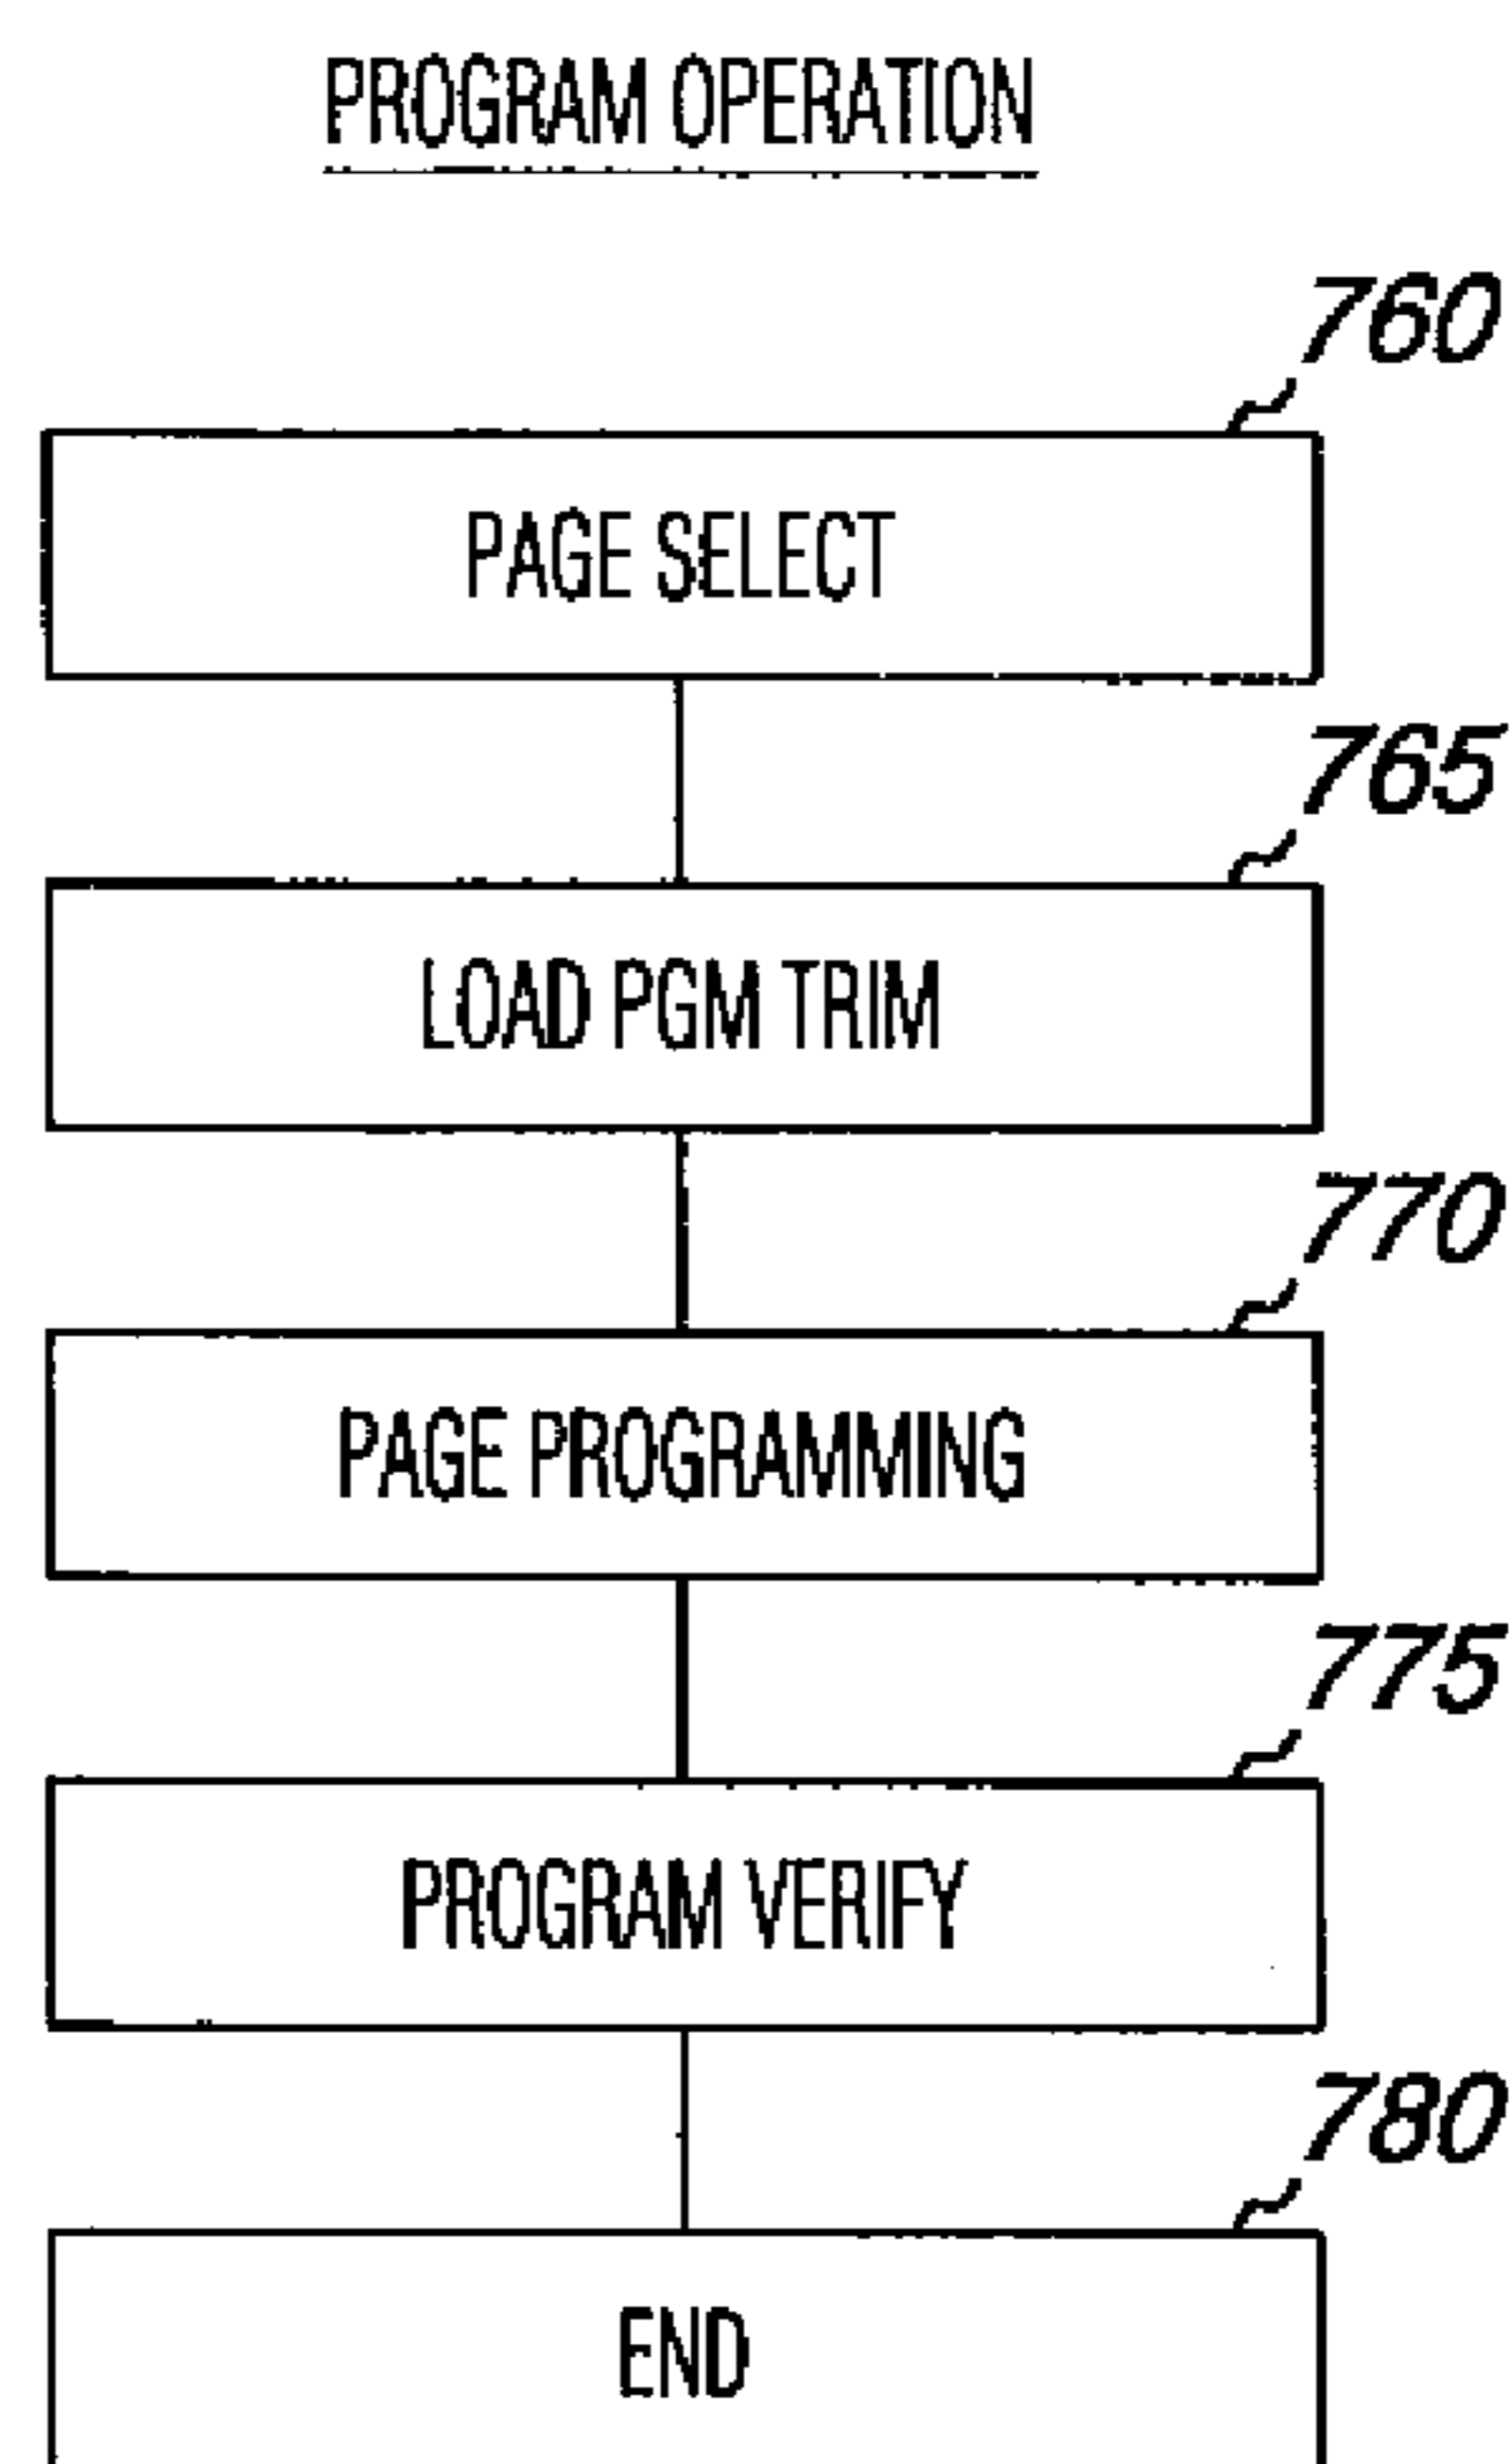 PROGRAM OPERATION
760
PAGE SELECT
765
LOAD PGM TRIM
770
PAGE PROGRAMMING
775
PROGRAM VERIFY
780
END